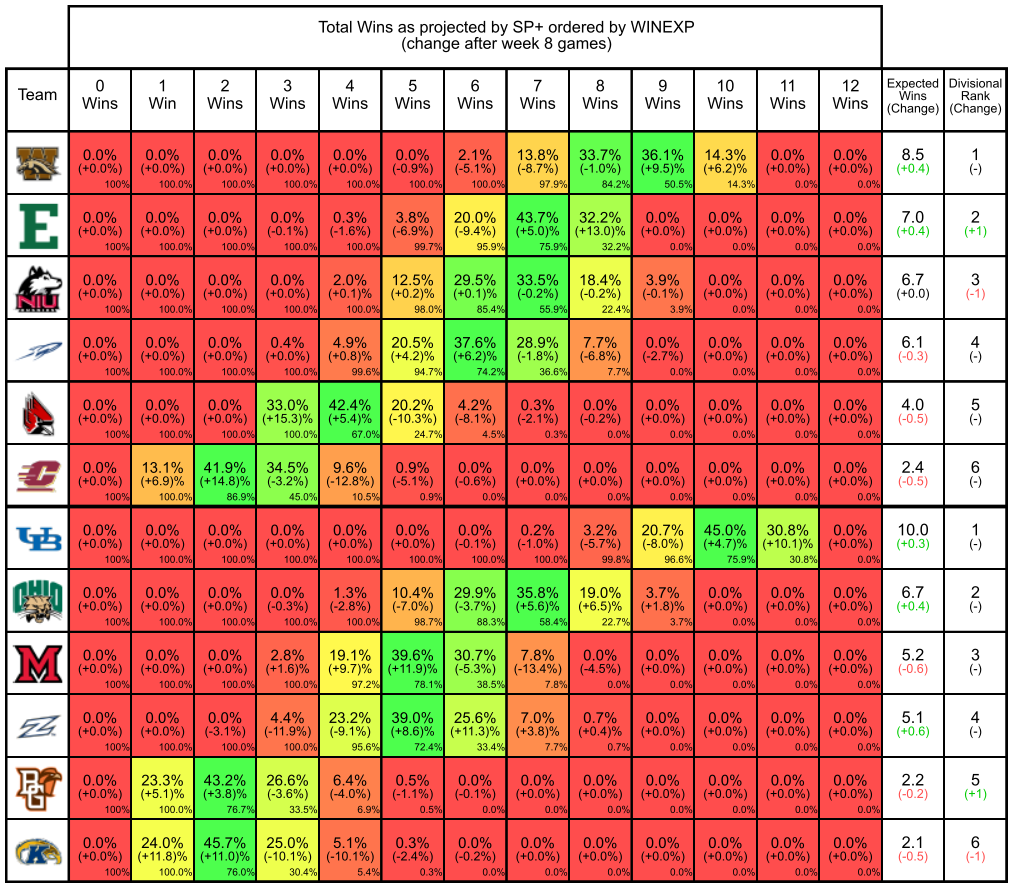 Total Wins as projected by SP+ ordered by WINEXP
(change after week 8 games)
Team 0 Wins 1 Win 2 Wins 3 Wins 4 Wins 5 Wins 6 Wins 7 Wins 8 Wins 9 Wins 10 Wins 11 Wins 12 Wins Expected Wins (Change) Divisional Rank (Change)
W
0.0% 0.0% 0.0% 0.0% 0.0% 0.0% 2.1% 13.8% 33.7% 36.1% 14.3% 0.0% 0.0% 8.5 1
(+0.0%) (+0.0%) (+0.0%) (+0.0%) (+0.0%) (-0.9%) (-5.1%) (-8.7%) (-1.0%) (+9.5)% (+6.2)% (+0.0%) (+0.0%) (+0.4) (-)
100% 100.0% 100.0% 100.0% 100.0% 100.0% 100.0% 97.9% 84.2% 50.5% 14.3% 0.0% 0.0%
E
0.0% 0.0% 0.0% 0.0% 0.3% 3.8% 20.0% 43.7% 32.2% 0.0% 0.0% 0.0% 0.0% 7.0 2
(+0.0%) (+0.0%) (+0.0%) (-0.1%) (-1.6%) (-6.9%) (-9.4%) (+5.0)% (+13.0)% (+0.0%) (+0.0%) (+0.0%) (+0.0%) (+0.4) (+1)
100% 100.0% 100.0% 100.0% 100.0% 99.7% 95.9% 75.9% 32.2% 0.0% 0.0% 0.0% 0.0%
NIU
0.0% 0.0% 0.0% 0.0% 2.0% 12.5% 29.5% 33.5% 18.4% 3.9% 0.0% 0.0% 0.0% 6.7 3
(+0.0%) (+0.0%) (+0.0%) (+0.0%) (+0.1)% (+0.2)% (+0.1)% (-0.2%) (-0.2%) (-0.1%) (+0.0%) (+0.0%) (+0.0%) (+0.0) (-1)
100% 100.0% 100.0% 100.0% 100.0% 98.0% 85.4% 55.9% 22.4% 3.9% 0.0% 0.0% 0.0%
0.0% 0.0% 0.0% 0.4% 4.9% 20.5% 37.6% 28.9% 7.7% 0.0% 0.0% 0.0% 0.0% 6.1 4
(+0.0%) (+0.0%) (+0.0%) (+0.0%) (+0.8)% (+4.2)% (+6.2)% (-1.8%) (-6.8%) (-2.7%) (+0.0%) (+0.0%) (+0.0%) (-0.3) (-)
100% 100.0% 100.0% 100.0% 99.6% 94.7% 74.2% 36.6% 7.7% 0.0% 0.0% 0.0% 0.0%
0.0% 0.0% 0.0% 33.0% 42.4% 20.2% 4.2% 0.3% 0.0% 0.0% 0.0% 0.0% 0.0% 4.0 5
(+0.0%) (+0.0%) (+0.0%) (+15.3)% (+5.4)% (-10.3%) (-8.1%) (-2.1%) (-0.2%) (+0.0%) (+0.0%) (+0.0%) (+0.0%) (-0.5) (-)
100% 100.0% 100.0% 100.0% 67.0% 24.7% 4.5% 0.3% 0.0% 0.0% 0.0% 0.0% 0.0%
C
0.0% 13.1% 41.9% 34.5% 9.6% 0.9% 0.0% 0.0% 0.0% 0.0% 0.0% 0.0% 0.0% 2.4 6
(+0.0%) (+6.9)% (+14.8)% (-3.2%) (-12.8%) (-5.1%) (-0.6%) (+0.0%) (+0.0%) (+0.0%) (+0.0%) (+0.0%) (+0.0%) (-0.5) (-)
100% 100.0% 86.9% 45.0% 10.5% 0.9% 0.0% 0.0% 0.0% 0.0% 0.0% 0.0% 0.0%
UB
0.0% 0.0% 0.0% 0.0% 0.0% 0.0% 0.0% 0.2% 3.2% 20.7% 45.0% 30.8% 0.0% 10.0 1
(+0.0%) (+0.0%) (+0.0%) (+0.0%) (+0.0%) (+0.0%) (-0.1%) (-1.0%) (-5.7%) (-8.0%) (+4.7)% (+10.1)% (+0.0%) (+0.3) (-)
100% 100.0% 100.0% 100.0% 100.0% 100.0% 100.0% 100.0% 99.8% 96.6% 75.9% 30.8% 0.0%
OHIO
0.0% 0.0% 0.0% 0.0% 1.3% 10.4% 29.9% 35.8% 19.0% 3.7% 0.0% 0.0% 0.0% 6.7 2
(+0.0%) (+0.0%) (+0.0%) (-0.3%) (-2.8%) (-7.0%) (-3.7%) (+5.6)% (+6.5)% (+1.8)% (+0.0%) (+0.0%) (+0.0%) (+0.4) (-)
100% 100.0% 100.0% 100.0% 100.0% 98.7% 88.3% 58.4% 22.7% 3.7% 0.0% 0.0% 0.0%
M
0.0% 0.0% 0.0% 2.8% 19.1% 39.6% 30.7% 7.8% 0.0% 0.0% 0.0% 0.0% 0.0% 5.2 3
(+0.0%) (+0.0%) (+0.0%) (+1.6)% (+9.7)% (+11.9)% (-5.3%) (-13.4%) (-4.5%) (+0.0%) (+0.0%) (+0.0%) (+0.0%) (-0.6) (-)
100% 100.0% 100.0% 100.0% 97.2% 78.1% 38.5% 7.8% 0.0% 0.0% 0.0% 0.0% 0.0%
Z
0.0% 0.0% 0.0% 4.4% 23.2% 39.0% 25.6% 7.0% 0.7% 0.0% 0.0% 0.0% 0.0% 5.1 4
(+0.0%) (+0.0%) (-3.1%) (-11.9%) (-9.1%) (+8.6)% (+11.3)% (+3.8)% (+0.4)% (+0.0%) (+0.0%) (+0.0%) (+0.0%) (+0.6) (-)
100% 100.0% 100.0% 100.0% 95.6% 72.4% 33.4% 7.7% 0.7% 0.0% 0.0% 0.0% 0.0%
BG
0.0% 23.3% 43.2% 26.6% 6.4% 0.5% 0.0% 0.0% 0.0% 0.0% 0.0% 0.0% 0.0% 2.2 5
(+0.0%) (+5.1)% (+3.8)% (-3.6%) (-4.0%) (-1.1%) (-0.1%) (+0.0%) (+0.0%) (+0.0%) (+0.0%) (+0.0%) (+0.0%) (-0.2) (+1)
100% 100.0% 76.7% 33.5% 6.9% 0.5% 0.0% 0.0% 0.0% 0.0% 0.0% 0.0% 0.0%
K
0.0% 24.0% 45.7% 25.0% 5.1% 0.3% 0.0% 0.0% 0.0% 0.0% 0.0% 0.0% 0.0% 2.1 6
(+0.0%) (+11.8)% (+11.0)% (-10.1%) (-10.1%) (-2.4%) (-0.2%) (+0.0%) (+0.0%) (+0.0%) (+0.0%) (+0.0%) (+0.0%) (-0.5) (-1)
100% 100.0% 76.0% 30.4% 5.4% 0.3% 0.0% 0.0% 0.0% 0.0% 0.0% 0.0% 0.0%